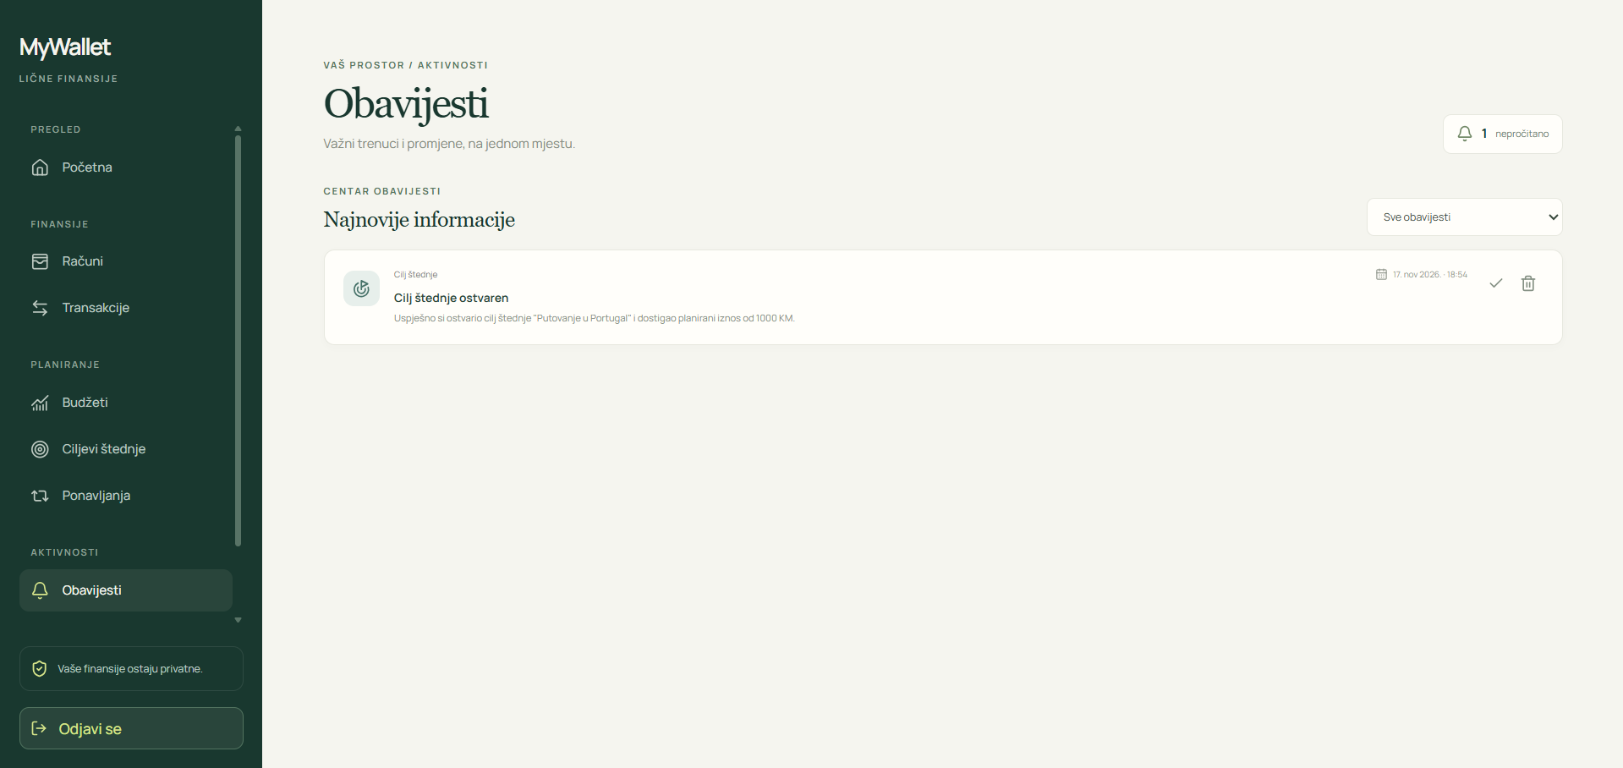 MyWallet
LIČNE FINANSIJE
PREGLED
Početna
FINANSIJE
Računi
Transakcije
PLANIRANJE
Budžeti
Ciljevi štednje
Ponavljanja
AKTIVNOSTI
Obavijesti
Vaše finansije ostaju privatne.
Odjavi se
VAŠ PROSTOR / AKTIVNOSTI
Obavijesti
Važni trenuci i promjene, na jednom mjestu.
1 nepročitano
CENTAR OBAVIJESTI
Najnovije informacije
Sve obavijesti
Cilj štednje
17. nov 2026. · 18:54
Cilj štednje ostvaren
Uspješno si ostvario cilj štednje "Putovanje u Portugal" i dostigao planirani iznos od 1000 KM.